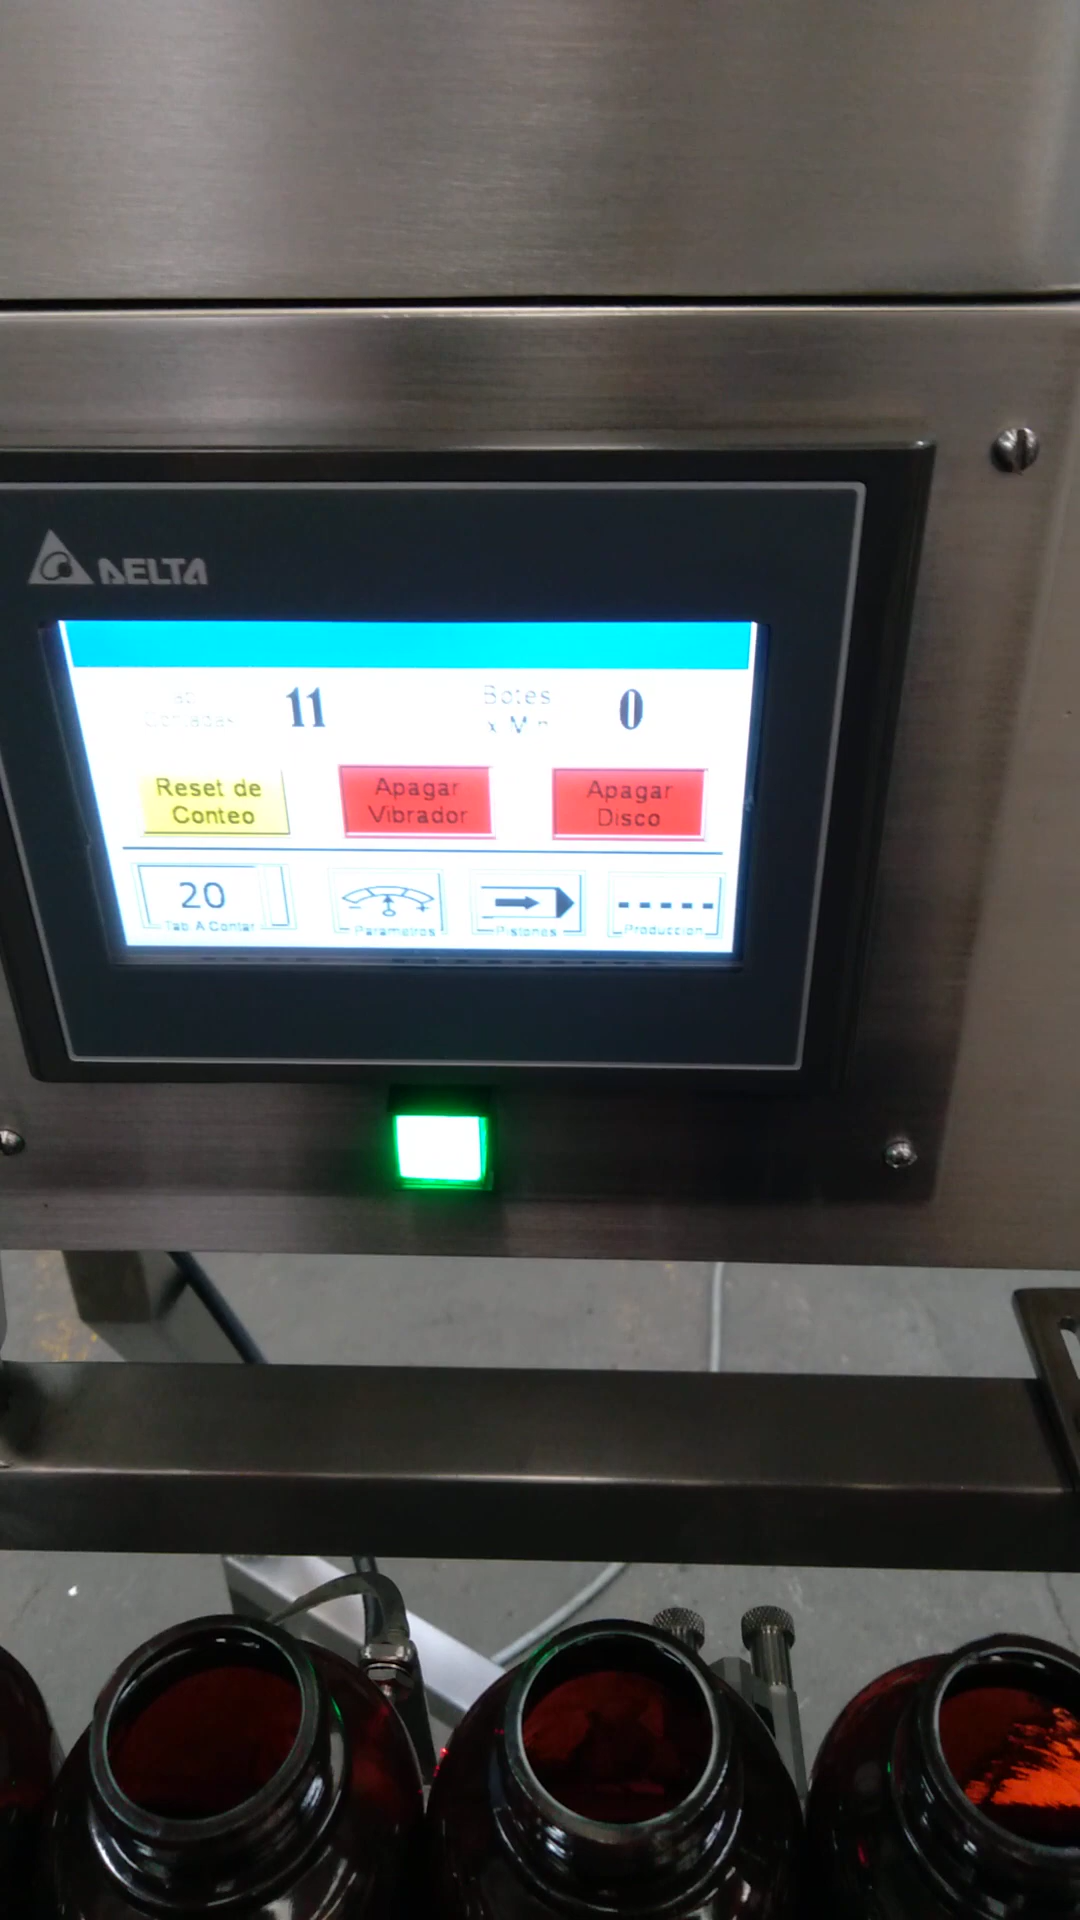 DELTA
11
Botes
0
Reset de
Conteo
Apagar
Vibrador
Apagar
Disco
20
Tab. A Contar
Parametros
Pistones
Produccion